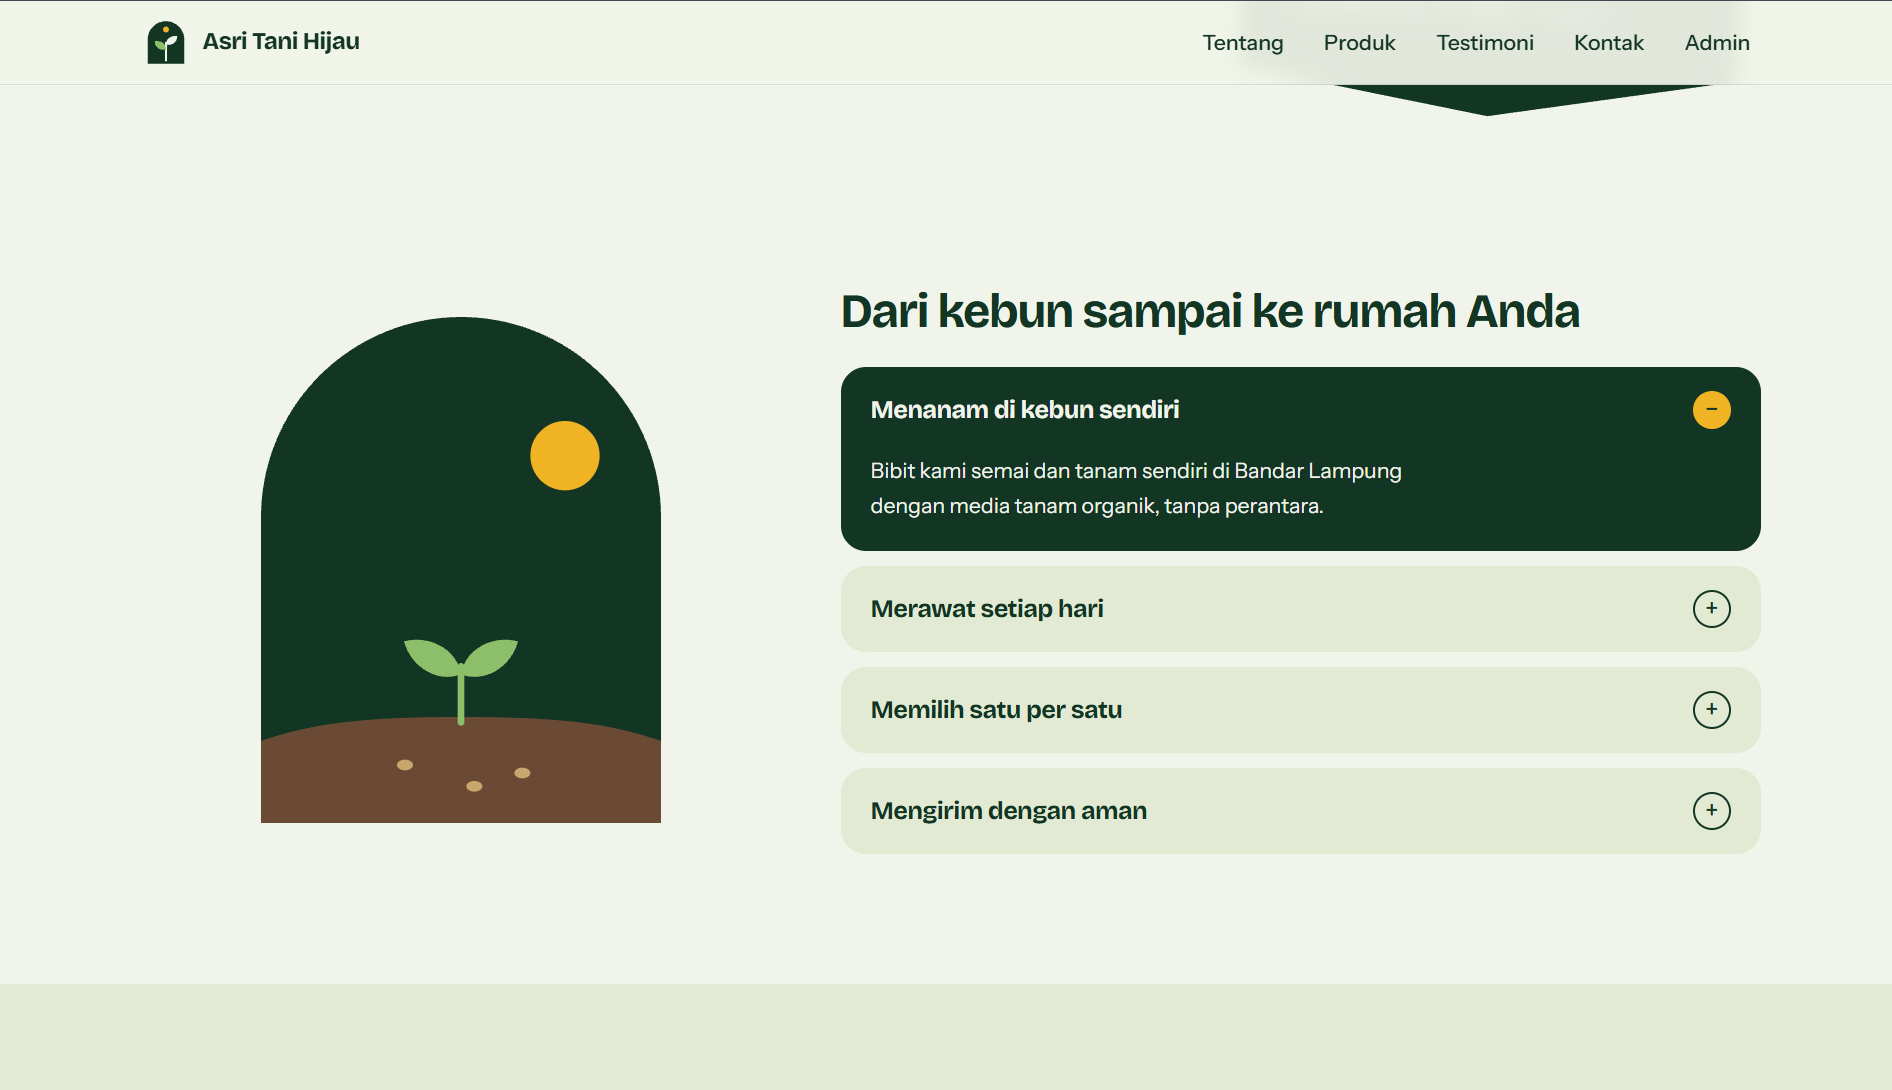 Asri Tani Hijau
Tentang Produk Testimoni Kontak Admin
Dari kebun sampai ke rumah Anda
Menanam di kebun sendiri −
Bibit kami semai dan tanam sendiri di Bandar Lampung
dengan media tanam organik, tanpa perantara.
Merawat setiap hari +
Memilih satu per satu +
Mengirim dengan aman +